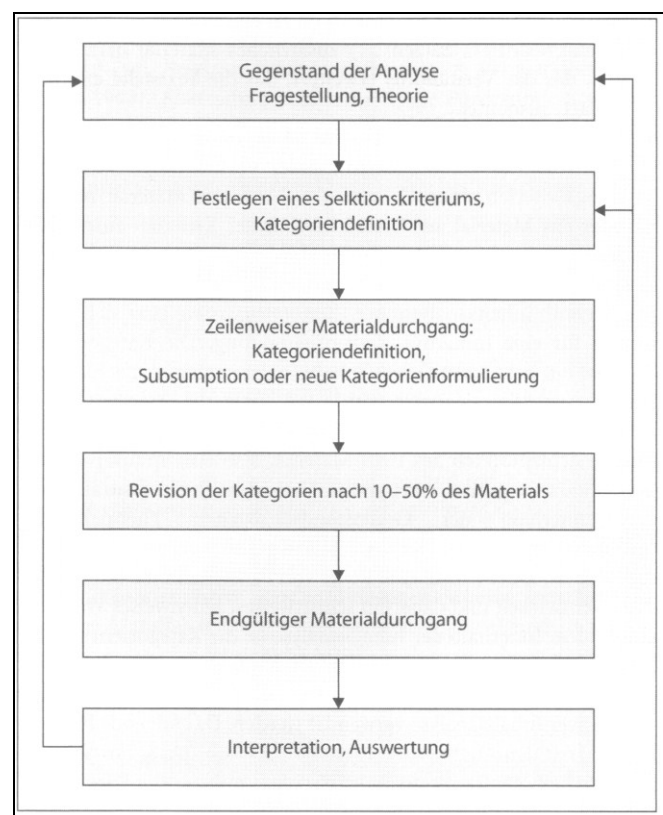 Gegenstand der Analyse
Fragestellung, Theorie
Festlegen eines Selktionskriteriums,
Kategoriendefinition
Zeilenweiser Materialdurchgang:
Kategoriendefinition,
Subsumption oder neue Kategorienformulierung
Revision der Kategorien nach 10–50% des Materials
Endgültiger Materialdurchgang
Interpretation, Auswertung